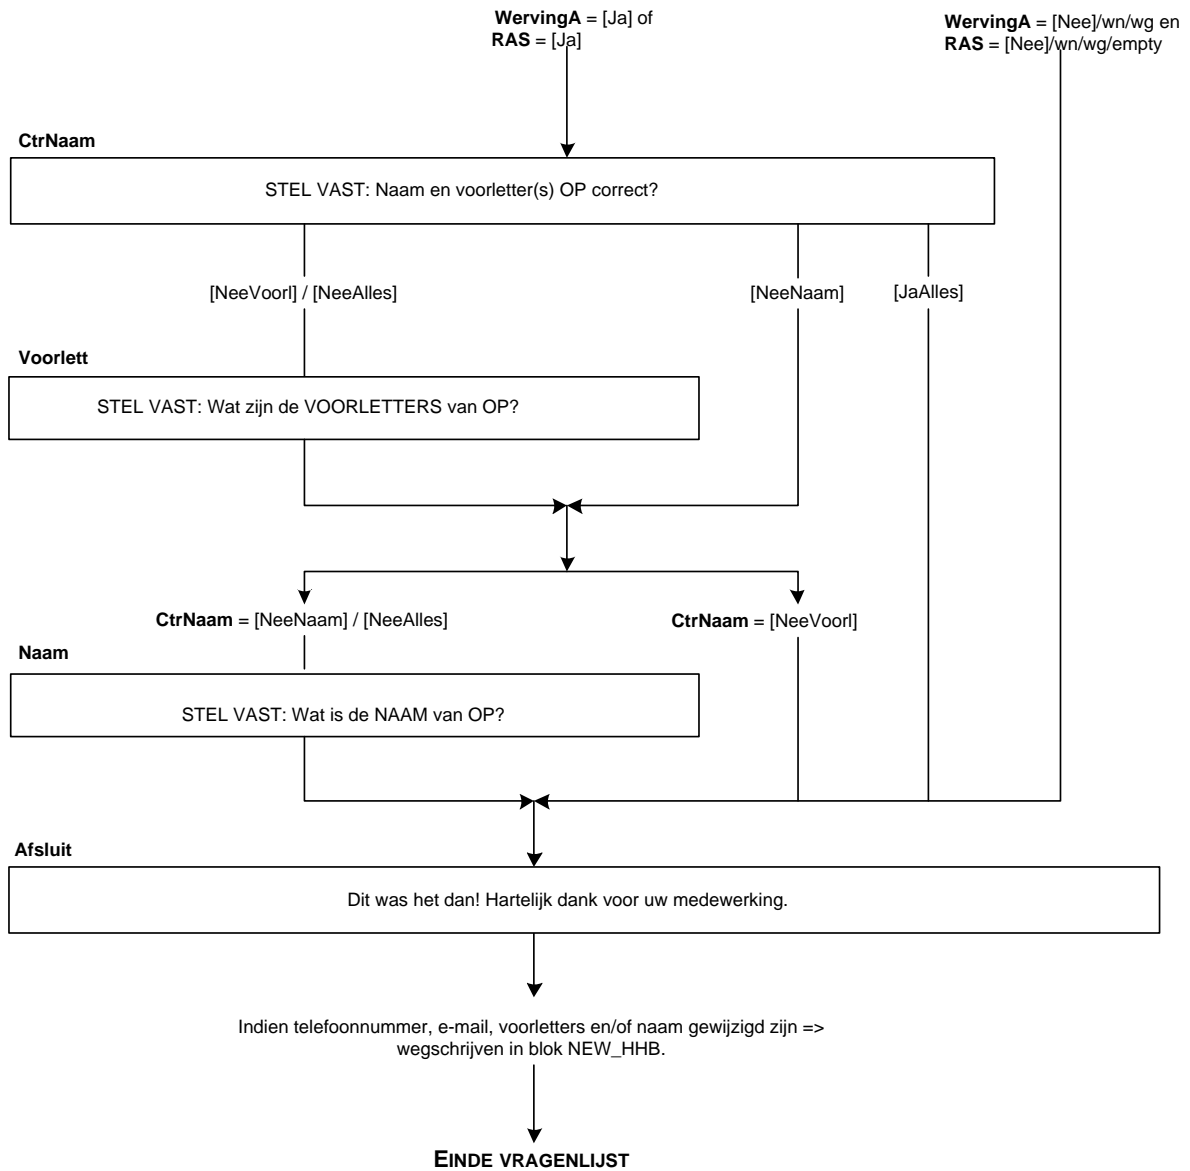 WervingA = [Ja] of
RAS = [Ja]
WervingA = [Nee]/wn/wg en
RAS = [Nee]/wn/wg/empty
CtrNaam
STEL VAST: Naam en voorletter(s) OP correct?
[NeeVoorl] / [NeeAlles]
[NeeNaam]
[JaAlles]
Voorlett
STEL VAST: Wat zijn de VOORLETTERS van OP?
CtrNaam = [NeeNaam] / [NeeAlles]
CtrNaam = [NeeVoorl]
Naam
STEL VAST: Wat is de NAAM van OP?
Afsluit
Dit was het dan! Hartelijk dank voor uw medewerking.
Indien telefoonnummer, e-mail, voorletters en/of naam gewijzigd zijn =>
wegschrijven in blok NEW_HHB.
EINDE VRAGENLIJST